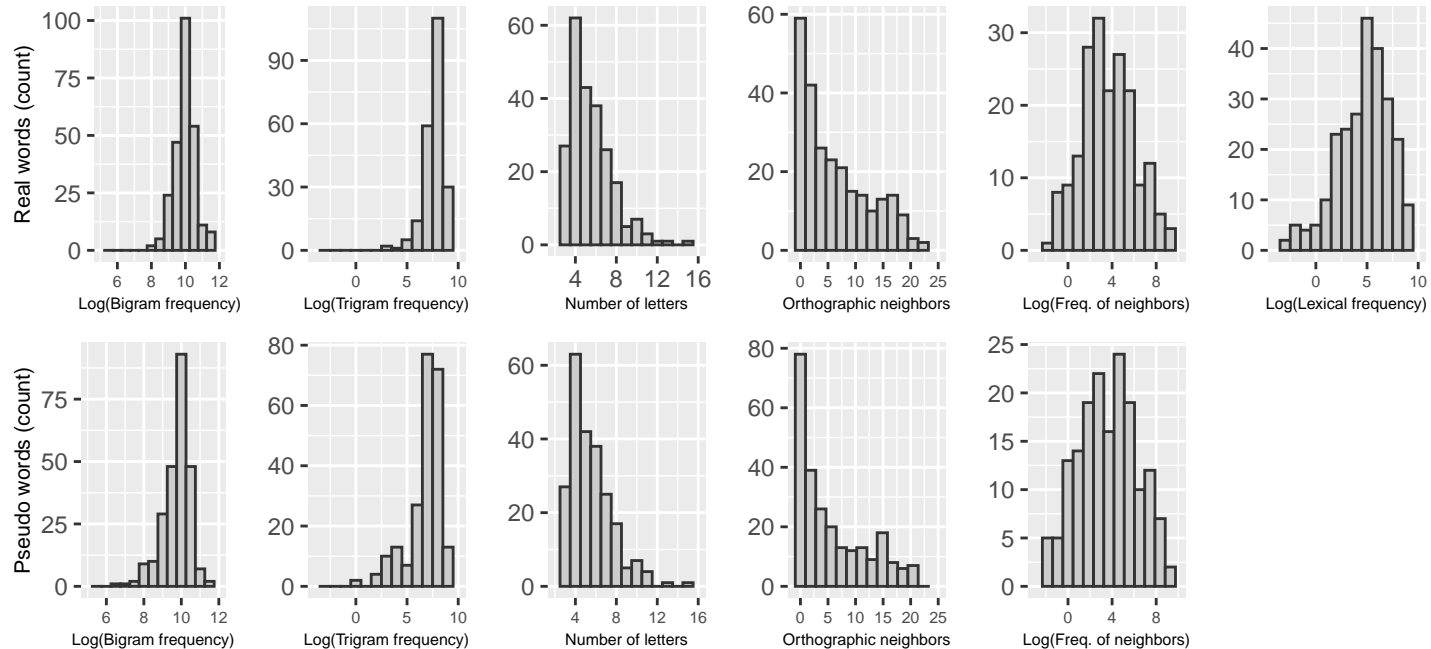 Real words (count)
100
75
50
25
0
6 8 10 12
Log(Bigram frequency)
90
60
30
0
0 5 10
Log(Trigram frequency)
60
40
20
0
4 8 12 16
Number of letters
60
40
20
0
0 5 10 15 20 25
Orthographic neighbors
30
20
10
0
0 4 8
Log(Freq. of neighbors)
40
30
20
10
0
0 5 10
Log(Lexical frequency)
Pseudo words (count)
75
50
25
0
6 8 10 12
Log(Bigram frequency)
80
60
40
20
0
0 5 10
Log(Trigram frequency)
60
40
20
0
4 8 12 16
Number of letters
80
60
40
20
0
0 5 10 15 20 25
Orthographic neighbors
25
20
15
10
5
0
0 4 8
Log(Freq. of neighbors)